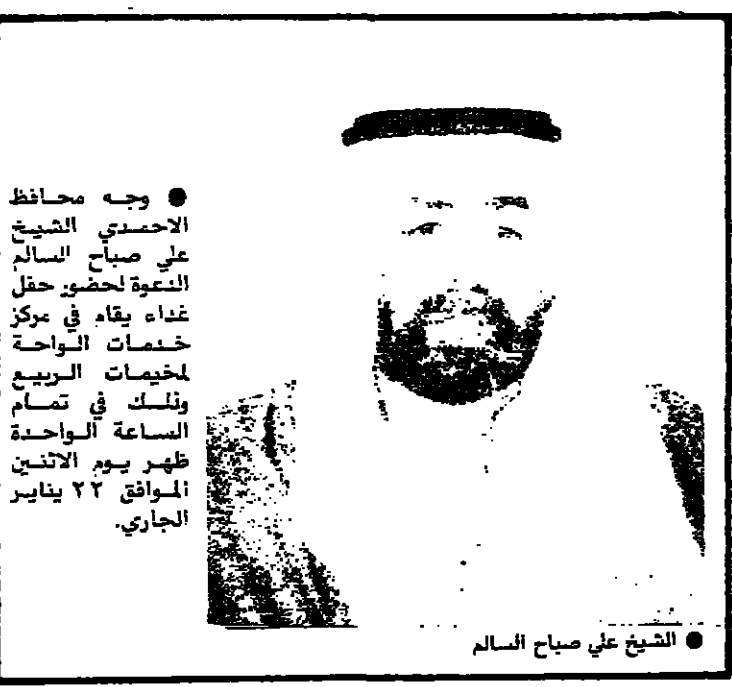 ● وجه محافظ
الاحمدي الشيخ
علي صباح السالم
الدعوة لحضور حفل
غداء يقام في مركز
خدمات الواحة
لمخيمات الربيع
وذلك في تمام
الساعة الواحدة
ظهر يوم الاثنين
الموافق ٢٢ يناير
الجاري.
● الشيخ علي صباح السالم